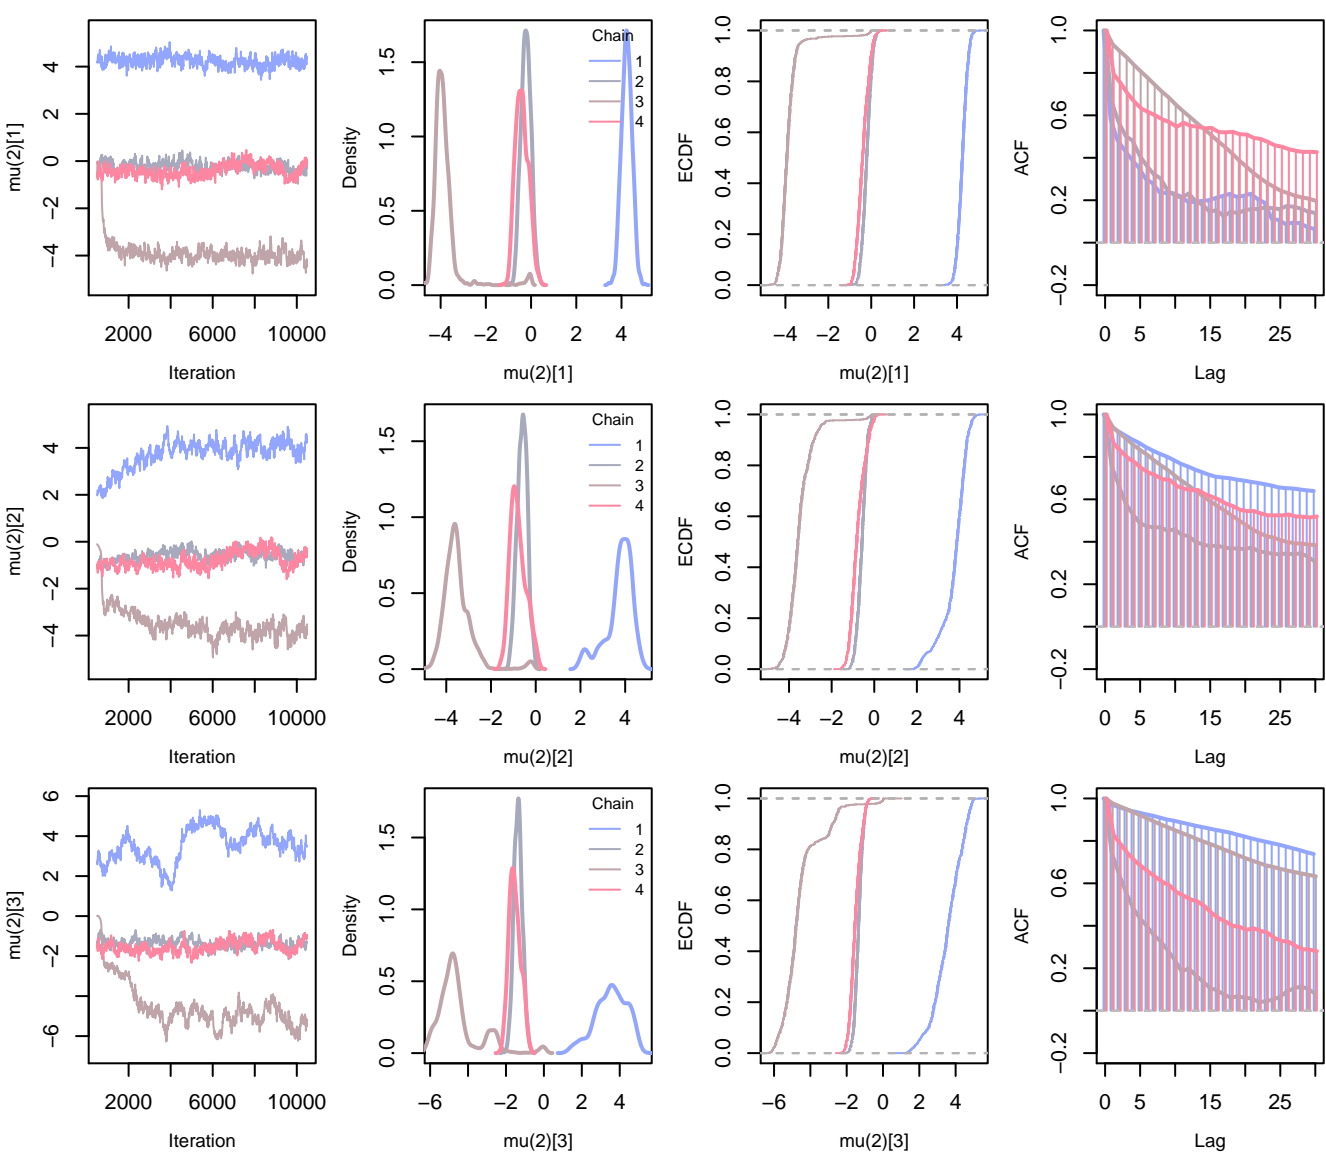 mu(2)[1]
4
2
0
−2
−4
2000 6000 10000
Iteration
Density
1.5
1.0
0.5
0.0
Chain
1
2
3
4
−4 −2 0 2 4
mu(2)[1]
ECDF
1.0
0.8
0.6
0.4
0.2
0.0
−4 −2 0 2 4
mu(2)[1]
ACF
1.0
0.6
0.2
−0.2
0 5 15 25
Lag
mu(2)[2]
4
2
0
−2
−4
2000 6000 10000
Iteration
Density
1.5
1.0
0.5
0.0
Chain
1
2
3
4
−4 −2 0 2 4
mu(2)[2]
ECDF
1.0
0.8
0.6
0.4
0.2
0.0
−4 −2 0 2 4
mu(2)[2]
ACF
1.0
0.6
0.2
−0.2
0 5 15 25
Lag
mu(2)[3]
6
4
2
0
−2
−6
2000 6000 10000
Iteration
Density
1.5
1.0
0.5
0.0
Chain
1
2
3
4
−6 −2 0 2 4
mu(2)[3]
ECDF
1.0
0.8
0.6
0.4
0.2
0.0
−6 −2 0 2 4
mu(2)[3]
ACF
1.0
0.6
0.2
−0.2
0 5 15 25
Lag